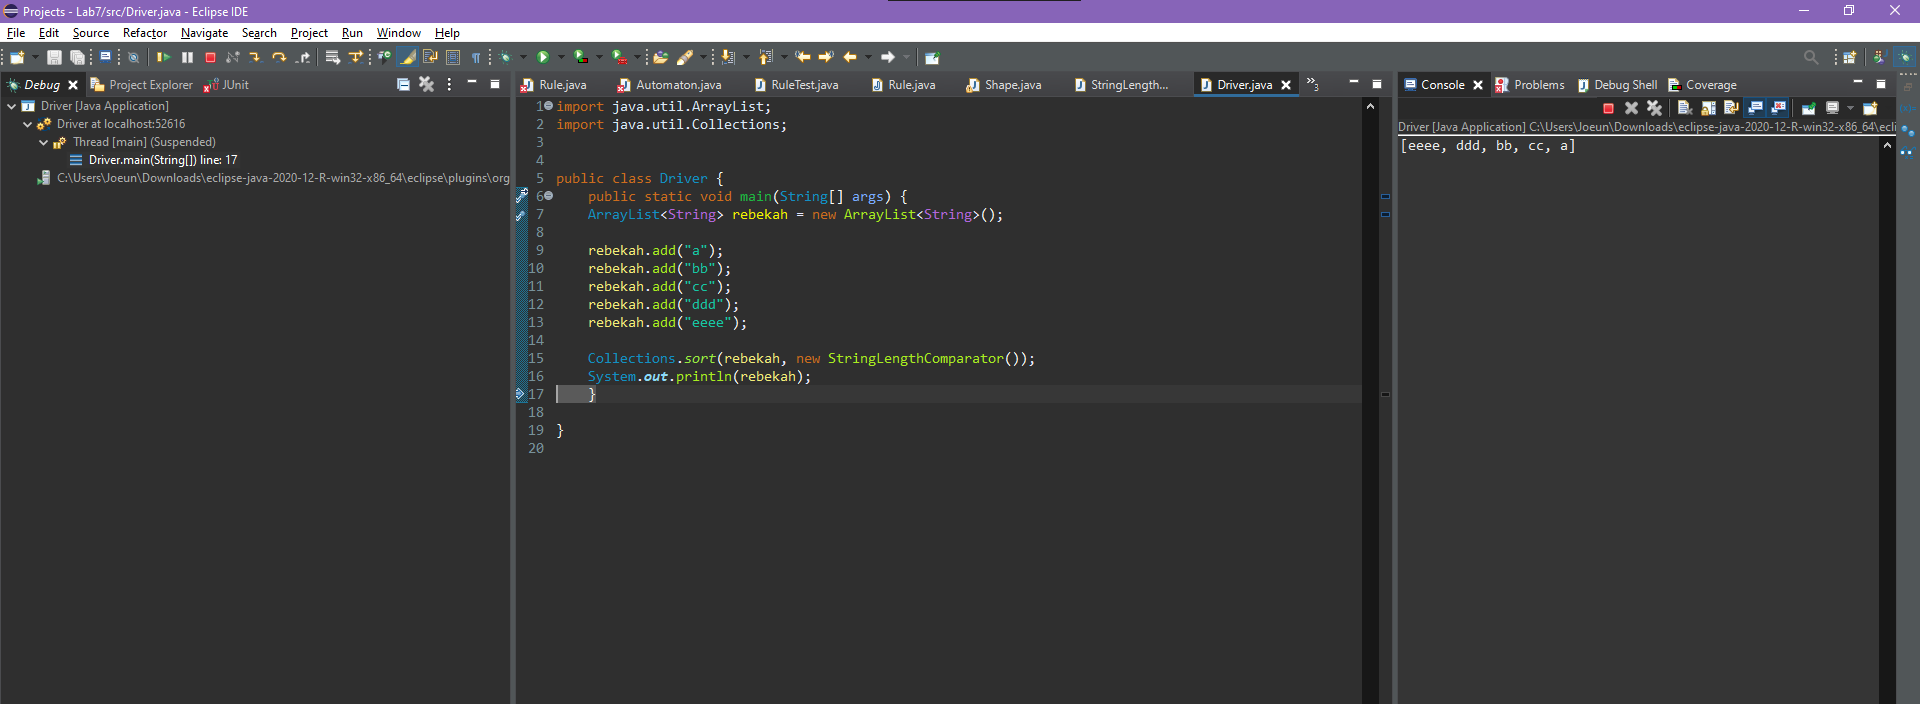 Projects - Lab7/src/Driver.java - Eclipse IDE
File Edit Source Refactor Navigate Search Project Run Window Help
Debug Project Explorer JUnit
Driver [Java Application]
Driver at localhost:52616
Thread [main] (Suspended)
Driver.main(String[]) line: 17
C:\Users\Joeun\Downloads\eclipse-java-2020-12-R-win32-x86_64\eclipse\plugins\org
Rule.java Automaton.java RuleTest.java Rule.java Shape.java StringLength... Driver.java »3
1 import java.util.ArrayList;
2 import java.util.Collections;
3
4
5 public class Driver {
6 public static void main(String[] args) {
7 ArrayList<String> rebekah = new ArrayList<String>();
8
9 rebekah.add("a");
10 rebekah.add("bb");
11 rebekah.add("cc");
12 rebekah.add("ddd");
13 rebekah.add("eeee");
14
15 Collections.sort(rebekah, new StringLengthComparator());
16 System.out.println(rebekah);
17 }
18
19 }
20
Console Problems Debug Shell Coverage
Driver [Java Application] C:\Users\Joeun\Downloads\eclipse-java-2020-12-R-win32-x86_64\ecli
[eeee, ddd, bb, cc, a]